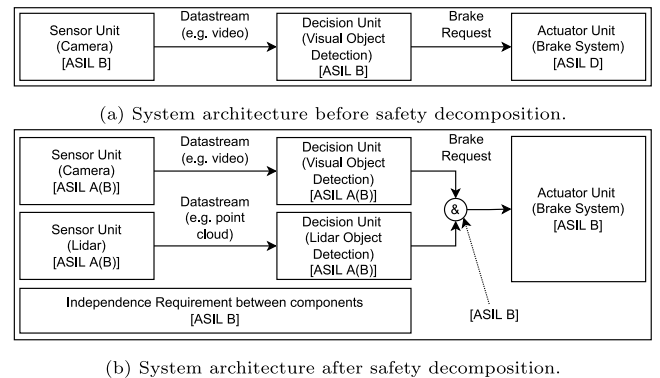 Sensor Unit
(Camera)
[ASIL B]
Datastream
(e.g. video)
Decision Unit
(Visual Object
Detection)
[ASIL B]
Brake
Request
Actuator Unit
(Brake System)
[ASIL D]
(a) System architecture before safety decomposition.
Sensor Unit
(Camera)
[ASIL A(B)]
Datastream
(e.g. video)
Decision Unit
(Visual Object
Detection)
[ASIL A(B)]
Brake
Request
Sensor Unit
(Lidar)
[ASIL A(B)]
Datastream
(e.g. point
cloud)
Decision Unit
(Lidar Object
Detection)
[ASIL A(B)]
&
Actuator Unit
(Brake System)
[ASIL B]
Independence Requirement between components
[ASIL B]
[ASIL B]
(b) System architecture after safety decomposition.